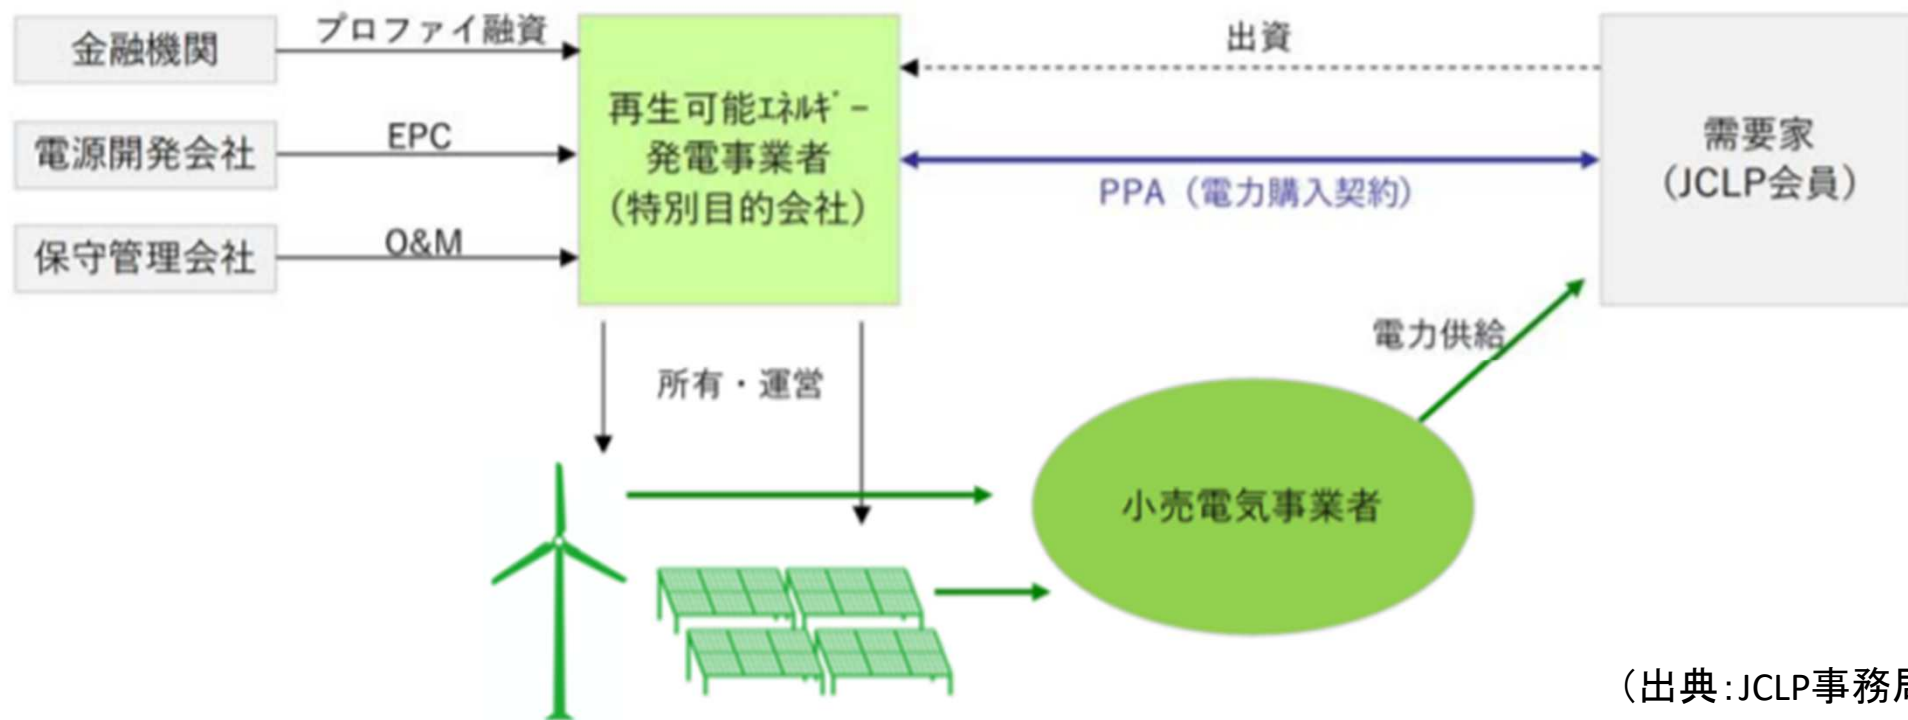 金融機関
プロファイ融資
電源開発会社
EPC
保守管理会社
O&M
再生可能ｴﾈﾙｷﾞｰ
発電事業者
（特別目的会社）
出資
PPA（電力購入契約）
需要家
（JCLP会員）
所有・運営
電力供給
小売電気事業者
（出典：JCLP事務局